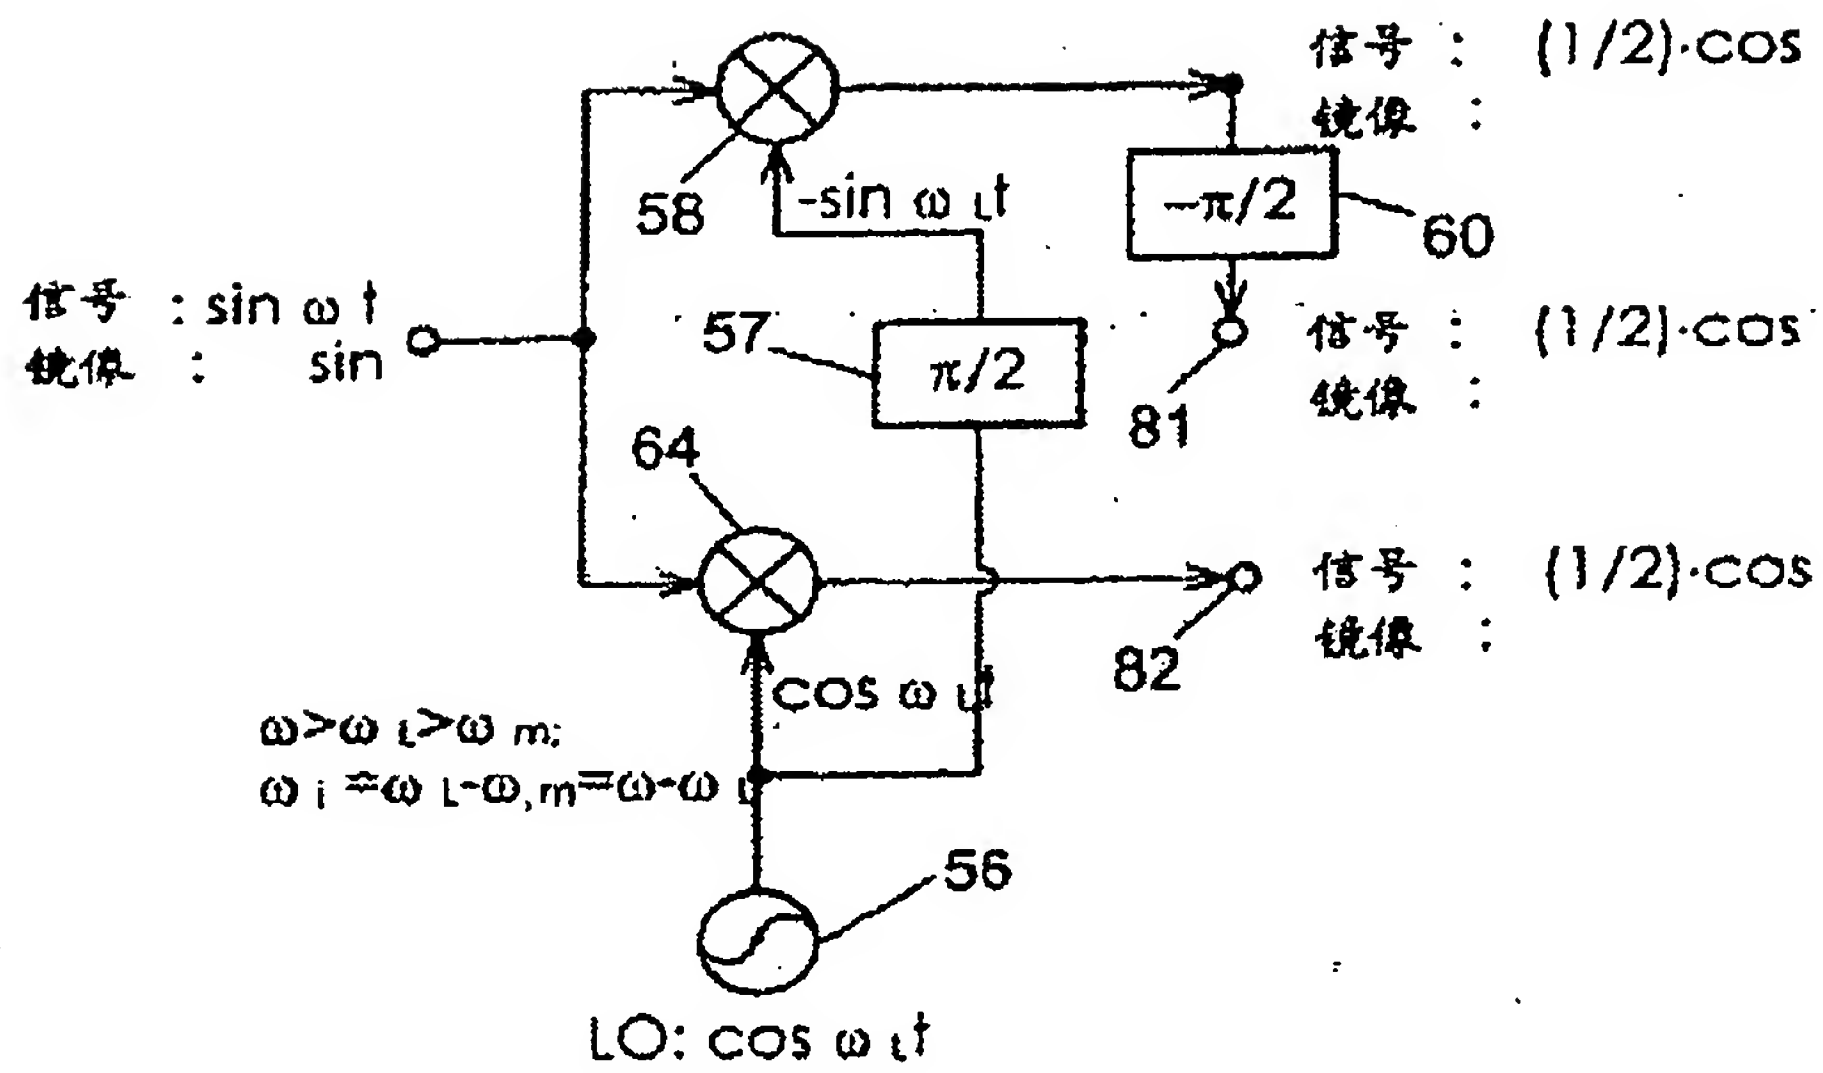 信号 : (1/2)·cos
镜像 :
58
-sin ω Lt
-π/2
60
信号 : sin ω t
镜像 : sin
57
π/2
81
信号 : (1/2)·cos
镜像 :
64
82
信号 : (1/2)·cos
镜像 :
cos ω Lt
ω>ω L>ω m;
ω i =ω L-ω,m=ω-ω L
56
LO: cos ω Lt